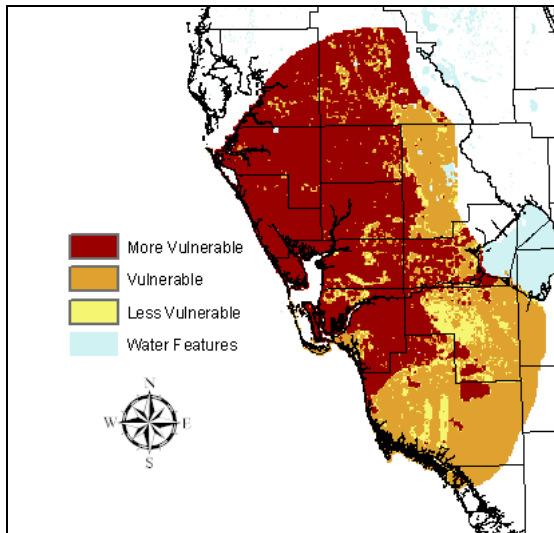 More Vulnerable
Vulnerable
Less Vulnerable
Water Features
N
W E
S